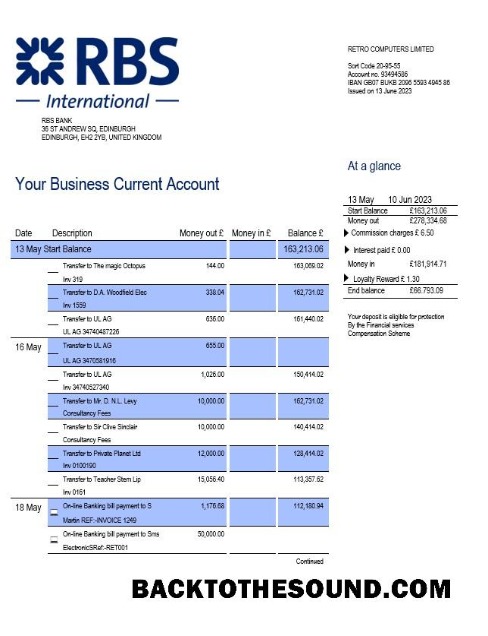 RBS
International
RBS BANK
36 ST ANDREW SQ, EDINBURGH
EDINBURGH, EH2 2YB, UNITED KINGDOM
RETRO COMPUTERS LIMITED
Sort Code 20-95-55
Account no. 93494586
IBAN GB07 BUKB 2095 5593 4945 86
Issued on 13 June 2023
At a glance
Your Business Current Account
13 May 10 Jun 2023
Start Balance £163,213.06
Money out £278,334.68
Commission charges £ 6.50
Interest paid £ 0.00
Money in £181,914.71
Loyalty Reward £ 1.30
End balance £66,793.09
Your deposit is eligible for protection
By the Financial services
Compensation Scheme
Date Description Money out £ Money in £ Balance £
13 May Start Balance 163,213.06
Transfer to The magic Octopus 144.00 163,069.02
Inv 319
Transfer to D.A. Woodfield Elec 338.04 162,731.02
Inv 1559
Transfer to UL AG 636.00 161,440.02
UL AG 34740487226
16 May Transfer to UL AG 655.00
UL AG 3470581916
Transfer to UL AG 1,026.00 150,414.02
Inv 34740527340
Transfer to Mr. D. N.L. Levy 10,000.00 162,731.02
Consultancy Fees
Transfer to Sir Clive Sinclair 10,000.00 140,414.02
Consultancy Fees
Transfer to Private Planet Ltd 12,000.00 128,414.02
Inv 0100190
Transfer to Teacher Stem Lip 15,056.40 113,357.62
Inv 0161
18 May On-line Banking bill payment to S 1,176.68 112,180.94
Martin REF:-INVOICE 1249
On-line Banking bill payment to Sms 50,000.00
ElectronicSRef:-RET001
Continued
BACKTOTHESOUND.COM